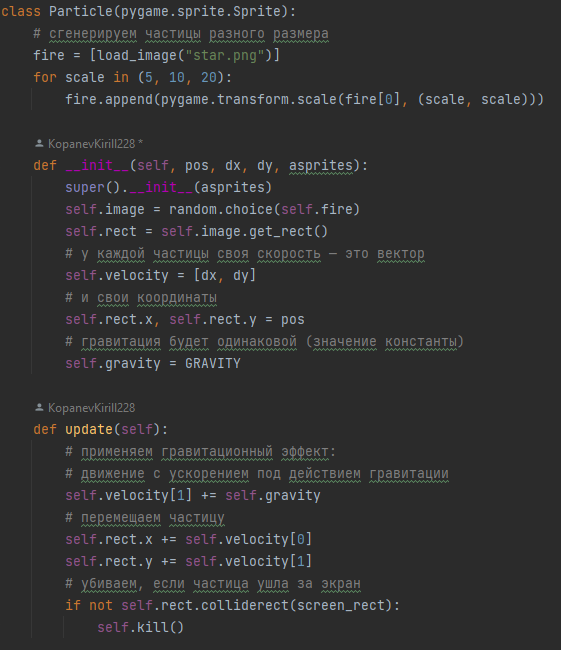 class Particle(pygame.sprite.Sprite):
    # сгенерируем частицы разного размера
    fire = [load_image("star.png")]
    for scale in (5, 10, 20):
        fire.append(pygame.transform.scale(fire[0], (scale, scale)))
    KopanevKirill228 *
    def __init__(self, pos, dx, dy, asprites):
        super().__init__(asprites)
        self.image = random.choice(self.fire)
        self.rect = self.image.get_rect()
        # у каждой частицы своя скорость — это вектор
        self.velocity = [dx, dy]
        # и свои координаты
        self.rect.x, self.rect.y = pos
        # гравитация будет одинаковой (значение константы)
        self.gravity = GRAVITY
    KopanevKirill228
    def update(self):
        # применяем гравитационный эффект:
        # движение с ускорением под действием гравитации
        self.velocity[1] += self.gravity
        # перемещаем частицу
        self.rect.x += self.velocity[0]
        self.rect.y += self.velocity[1]
        # убиваем, если частица ушла за экран
        if not self.rect.colliderect(screen_rect):
            self.kill()